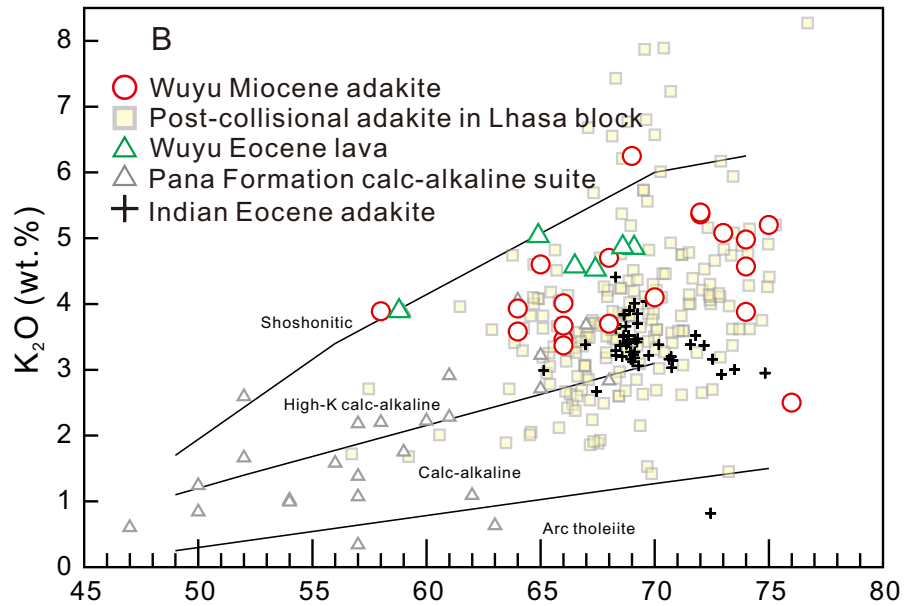 B
Wuyu Miocene adakite
Post-collisional adakite in Lhasa block
Wuyu Eocene lava
Pana Formation calc-alkaline suite
Indian Eocene adakite
Shoshonitic
High-K calc-alkaline
Calc-alkaline
Arc tholeiite
K₂O (wt.%)
8
7
6
5
4
3
2
1
0
45 50 55 60 65 70 75 80